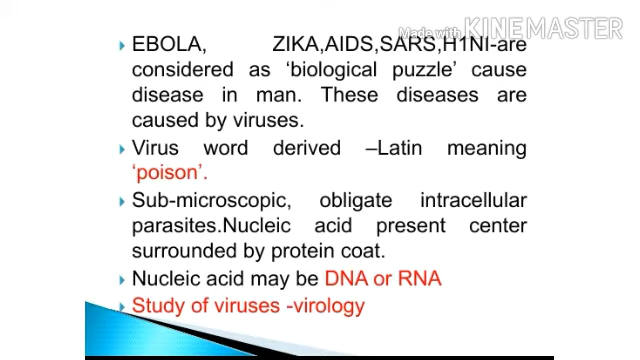 Made with KINEMASTER
EBOLA, ZIKA,AIDS,SARS,H1NI-are
considered as ‘biological puzzle’ cause
disease in man. These diseases are
caused by viruses.
Virus word derived –Latin meaning
‘poison’.
Sub-microscopic, obligate intracellular
parasites.Nucleic acid present center
surrounded by protein coat.
Nucleic acid may be DNA or RNA
Study of viruses -virology